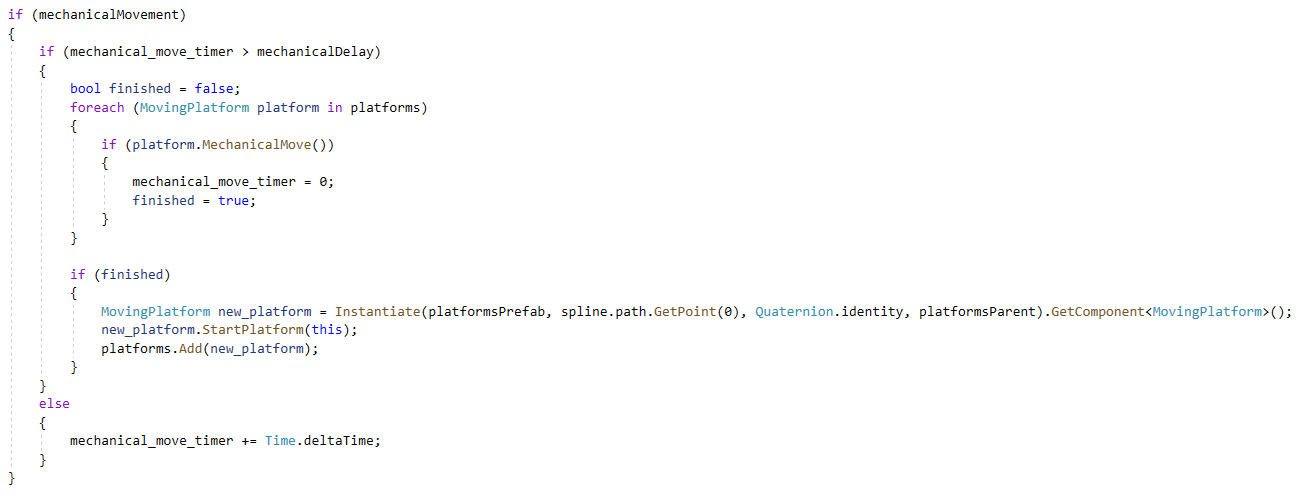 if (mechanicalMovement)
{
    if (mechanical_move_timer > mechanicalDelay)
    {
        bool finished = false;
        foreach (MovingPlatform platform in platforms)
        {
            if (platform.MechanicalMove())
            {
                mechanical_move_timer = 0;
                finished = true;
            }
        }

        if (finished)
        {
            MovingPlatform new_platform = Instantiate(platformsPrefab, spline.path.GetPoint(0), Quaternion.identity, platformsParent).GetComponent<MovingPlatform>();
            new_platform.StartPlatform(this);
            platforms.Add(new_platform);
        }
    }
    else
    {
        mechanical_move_timer += Time.deltaTime;
    }
}